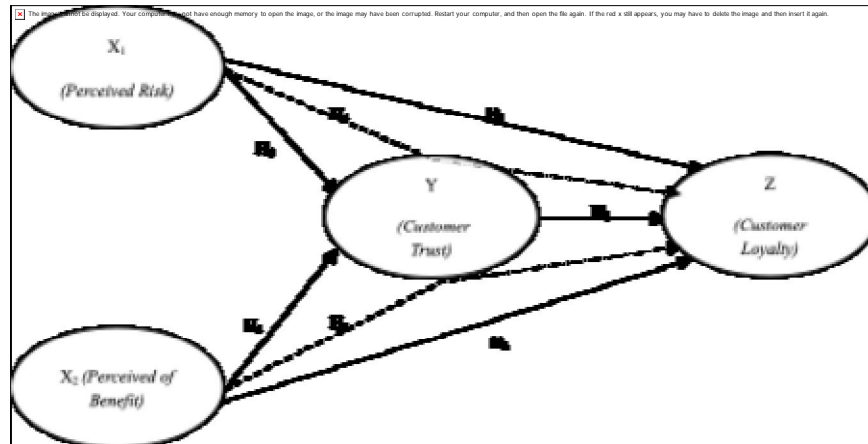 The image cannot be displayed. Your computer may not have enough memory to open the image, or the image may have been corrupted. Restart your computer, and then open the file again. If the red x still appears, you may have to delete the image and then insert it again.
X₁
(Perceived Risk)
Y
(Customer
Trust)
Z
(Customer
Loyalty)
X₂ (Perceived of
Benefit)